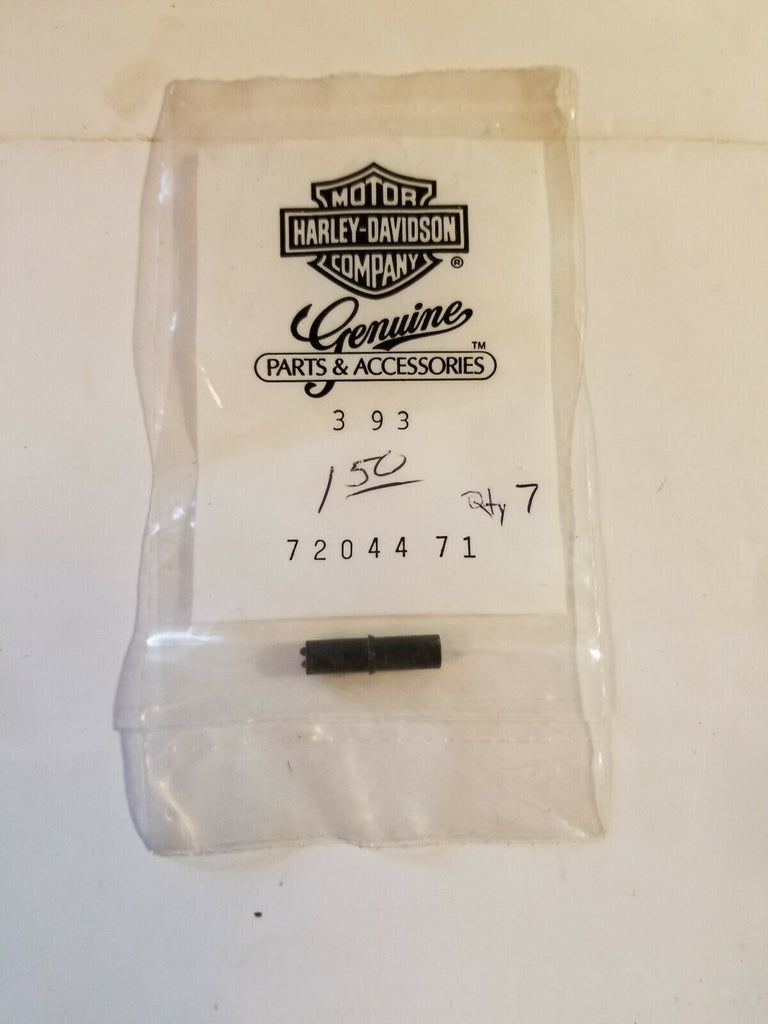 MOTOR
HARLEY-DAVIDSON
COMPANY ®
Genuine ™
PARTS & ACCESSORIES
3 93
1 50
Qty 7
72044 71